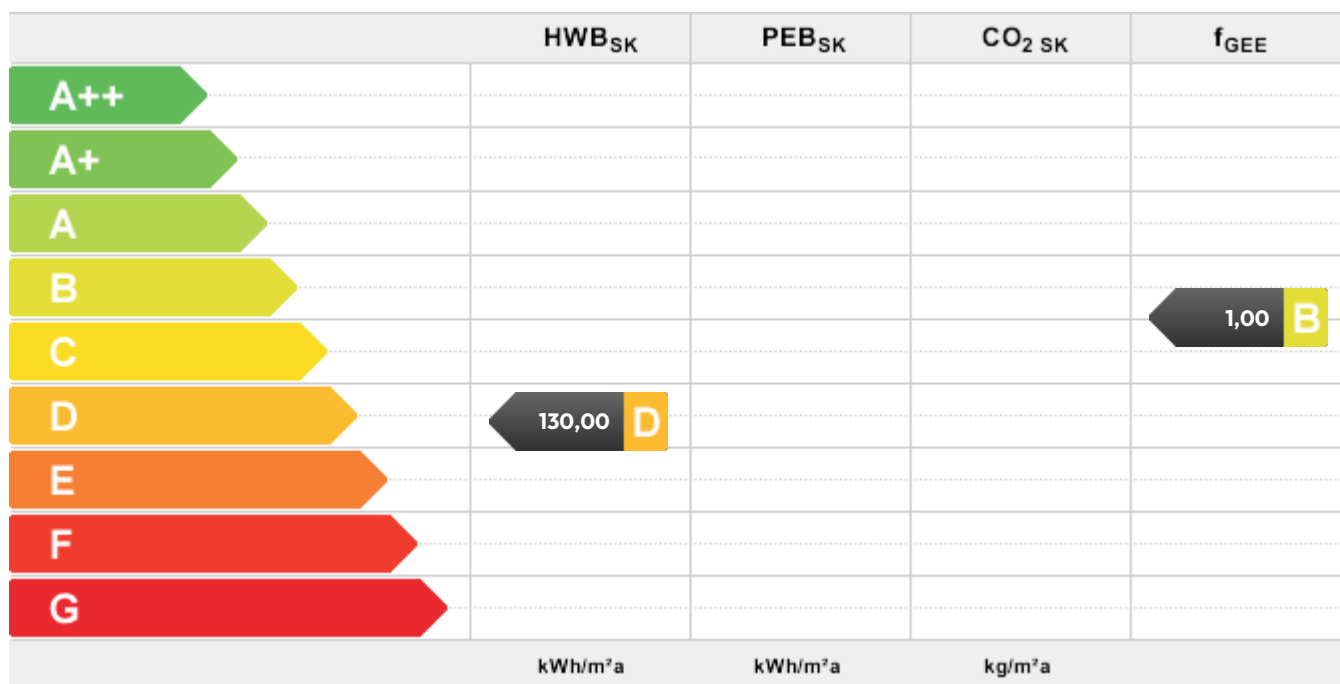 HWBSK PEBSK CO2 SK fGEE
A++
A+
A
B
1,00 B
C
D
130,00 D
E
F
G
kWh/m²a kWh/m²a kg/m²a